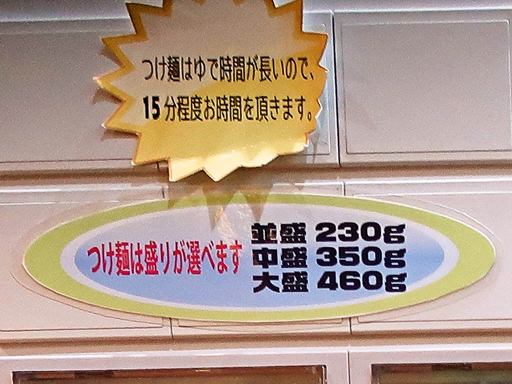 つけ麺はゆで時間が長いので、
15分程度お時間を頂きます。
つけ麺は盛りが選べます
並盛 230g
中盛 350g
大盛 460g